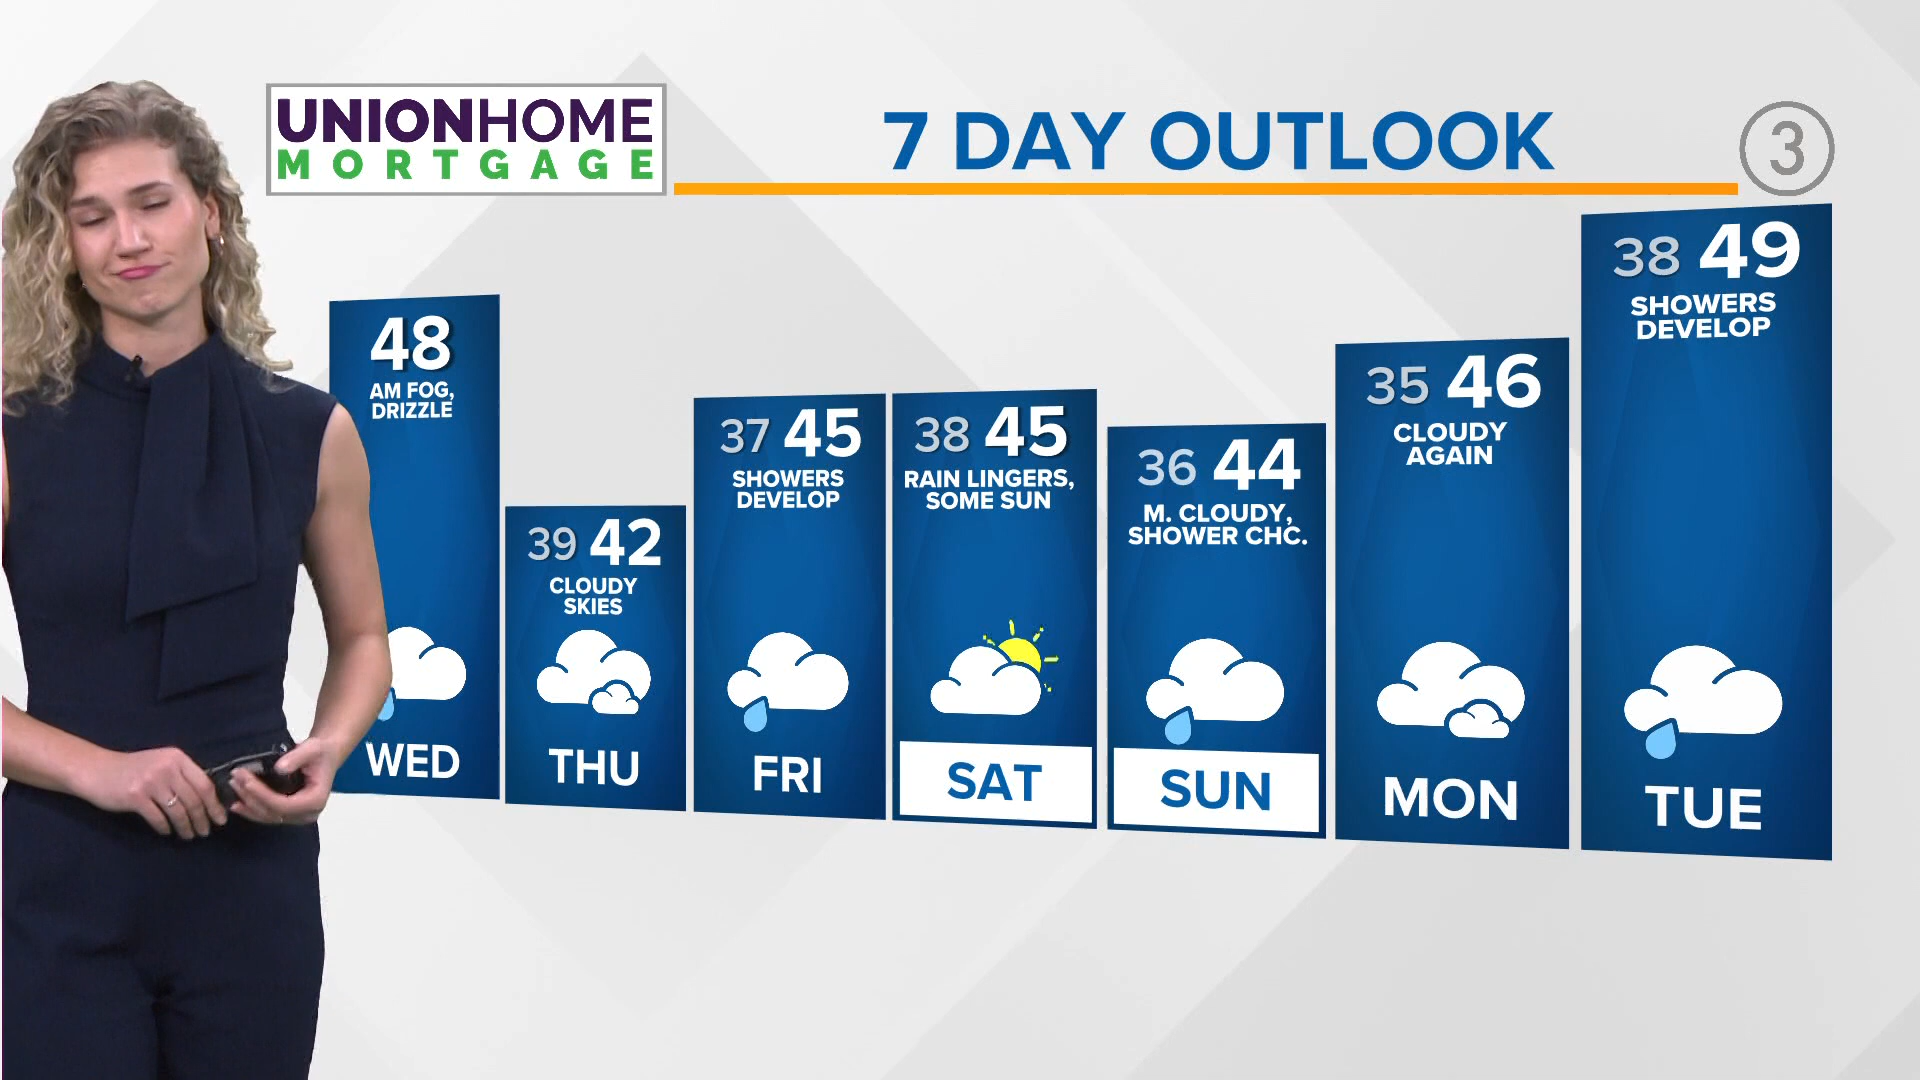 UNIONHOME
MORTGAGE
7 DAY OUTLOOK
3
48
AM FOG,
DRIZZLE
WED
39 42
CLOUDY
SKIES
THU
37 45
SHOWERS
DEVELOP
FRI
38 45
RAIN LINGERS,
SOME SUN
SAT
36 44
M. CLOUDY,
SHOWER CHC.
SUN
35 46
CLOUDY
AGAIN
MON
38 49
SHOWERS
DEVELOP
TUE